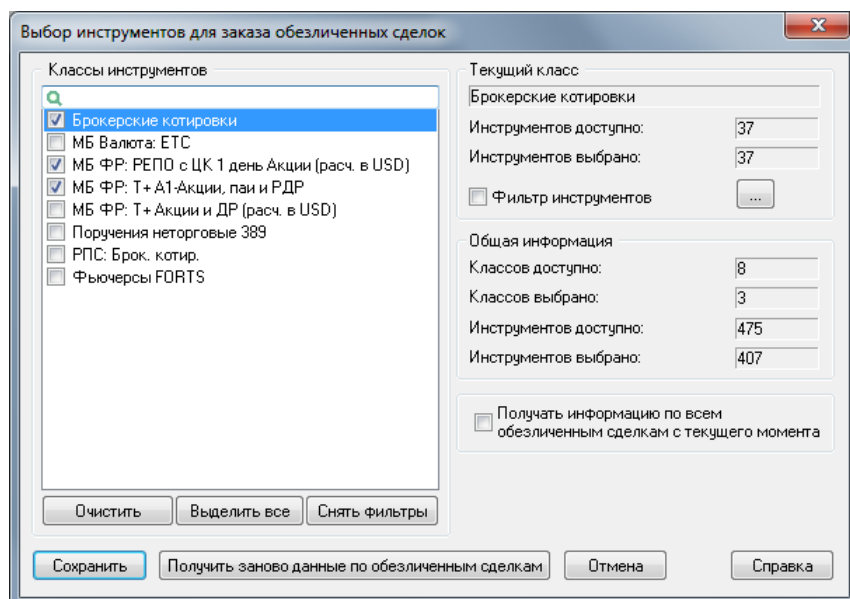 Выбор инструментов для заказа обезличенных сделок
Классы инструментов
Брокерские котировки
МБ Валюта: ETC
МБ ФР: РЕПО с ЦК 1 день Акции (расч. в USD)
МБ ФР: Т+ А1-Акции, паи и РДР
МБ ФР: Т+ Акции и ДР (расч. в USD)
Поручения неторговые 389
РПС: Брок. котир.
Фьючерсы FORTS
Очистить
Выделить все
Снять фильтры
Текущий класс
Брокерские котировки
Инструментов доступно: 37
Инструментов выбрано: 37
Фильтр инструментов ...
Общая информация
Классов доступно: 8
Классов выбрано: 3
Инструментов доступно: 475
Инструментов выбрано: 407
Получать информацию по всем
обезличенным сделкам с текущего момента
Сохранить
Получить заново данные по обезличенным сделкам
Отмена
Справка